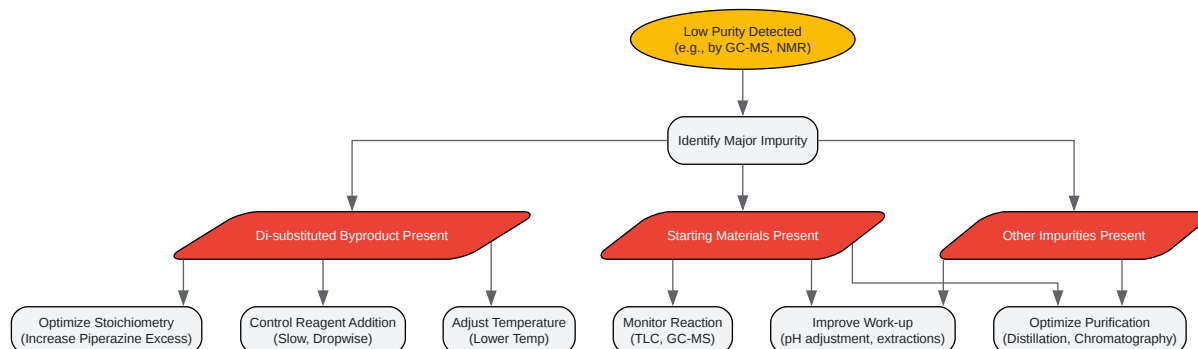 Low Purity Detected
(e.g., by GC-MS, NMR)
Identify Major Impurity
Di-substituted Byproduct Present
Starting Materials Present
Other Impurities Present
Optimize Stoichiometry
(Increase Piperazine Excess)
Control Reagent Addition
(Slow, Dropwise)
Adjust Temperature
(Lower Temp)
Monitor Reaction
(TLC, GC-MS)
Improve Work-up
(pH adjustment, extractions)
Optimize Purification
(Distillation, Chromatography)